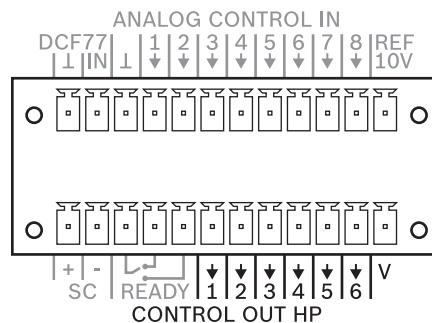 ANALOG CONTROL IN
DCF77 1 2 3 4 5 6 7 8 REF
⊥ IN ⊥ 10V
+ - V
SC READY 1 2 3 4 5 6
CONTROL OUT HP